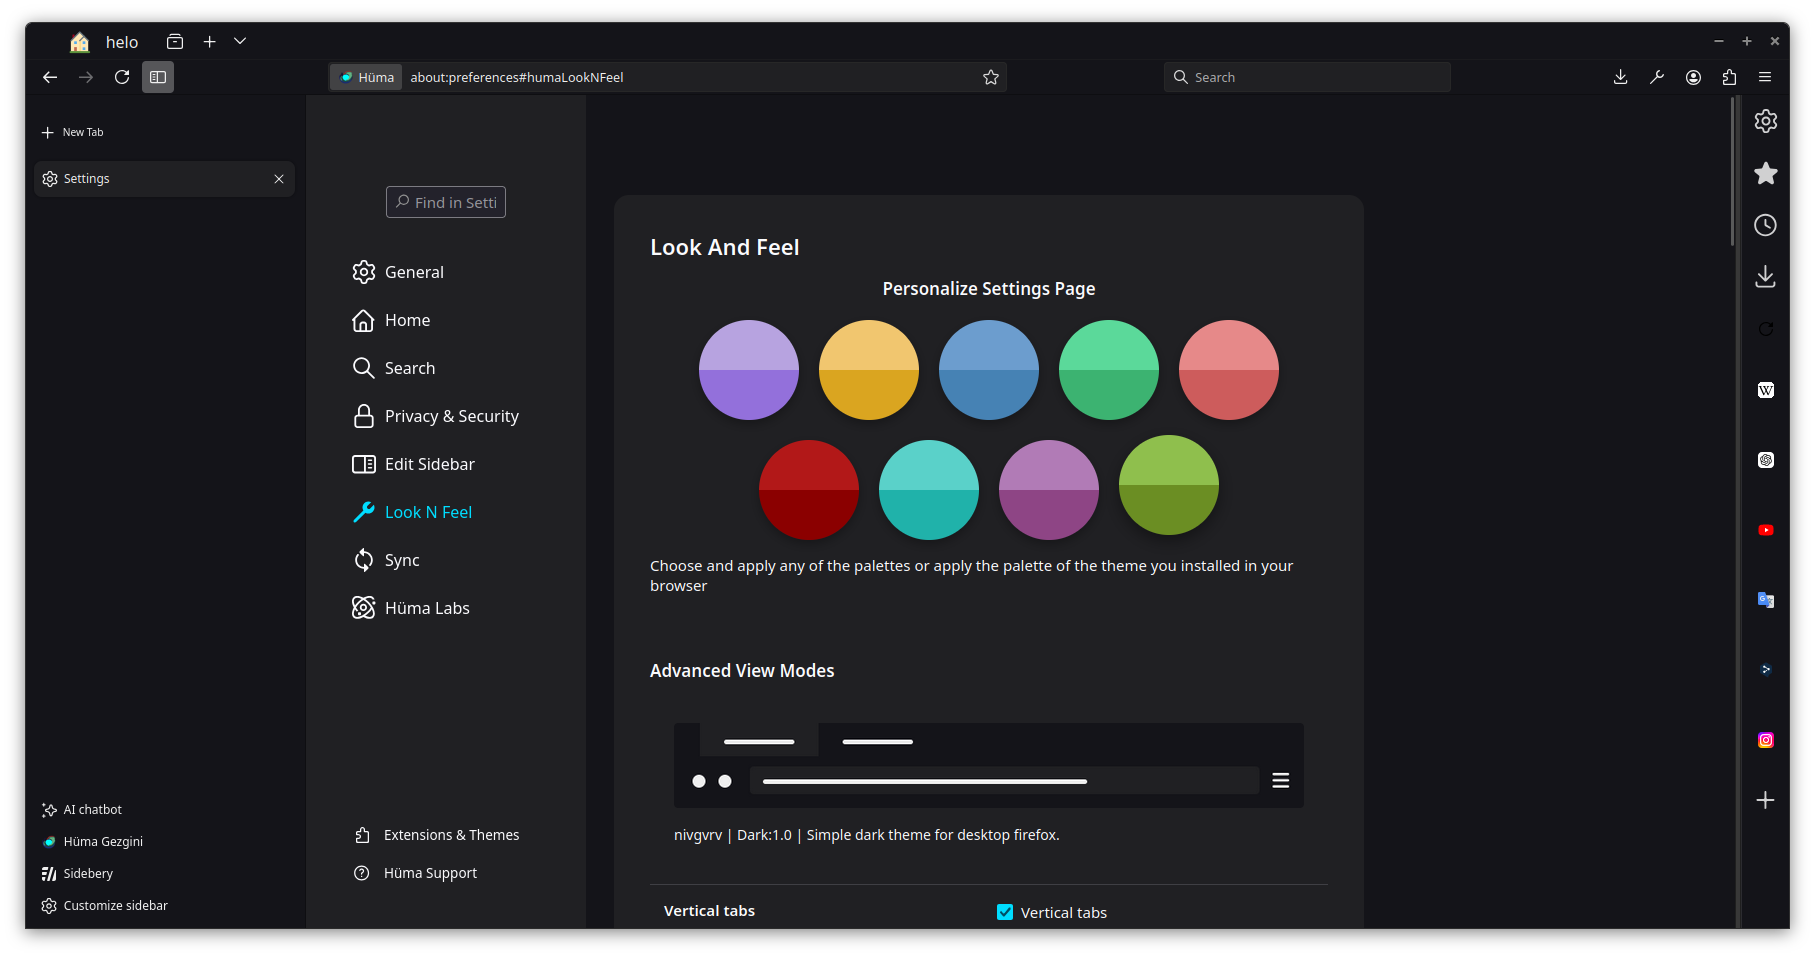 helo
Hüma
about:preferences#humaLookNFeel
Search
New Tab
Settings
AI chatbot
Hüma Gezgini
Sidebery
Customize sidebar
Find in Setti
General
Home
Search
Privacy & Security
Edit Sidebar
Look N Feel
Sync
Hüma Labs
Extensions & Themes
Hüma Support
Look And Feel
Personalize Settings Page
Choose and apply any of the palettes or apply the palette of the theme you installed in your
browser
Advanced View Modes
nivgvrv | Dark:1.0 | Simple dark theme for desktop firefox.
Vertical tabs
Vertical tabs
W